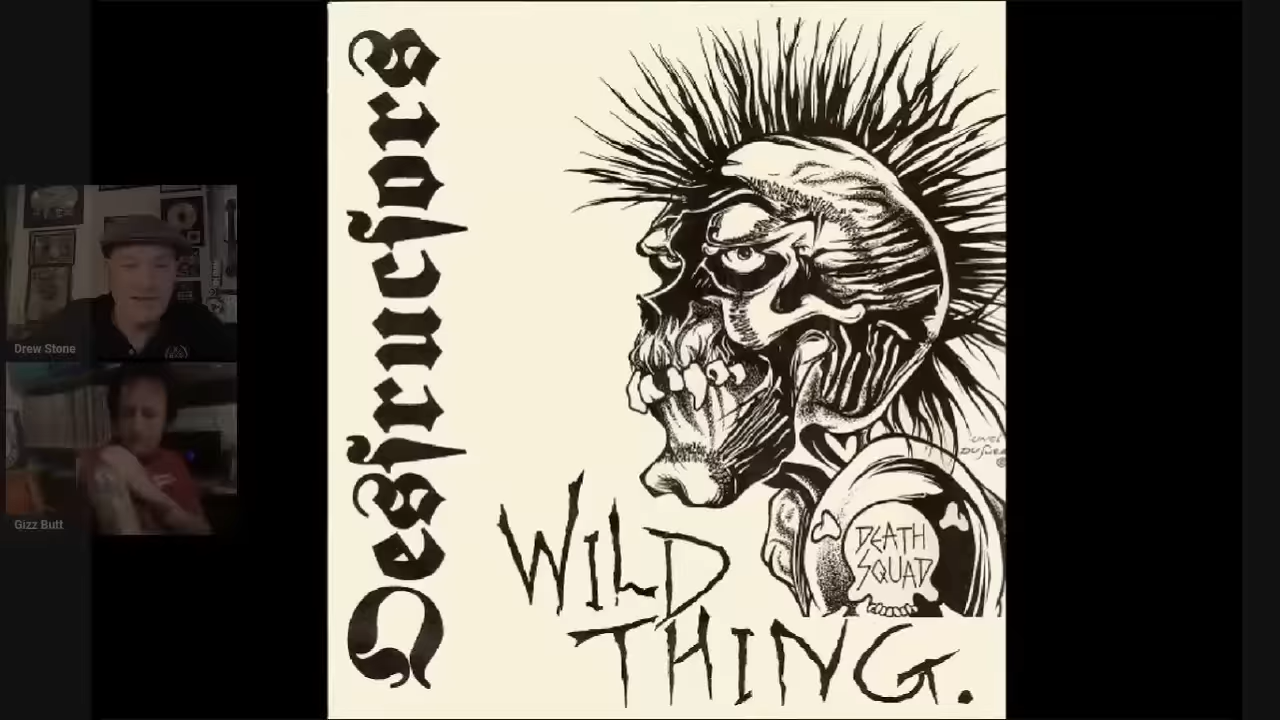 Destructors
WILD
THING.
DEATH
SQUAD
Drew Stone
Gizz Butt